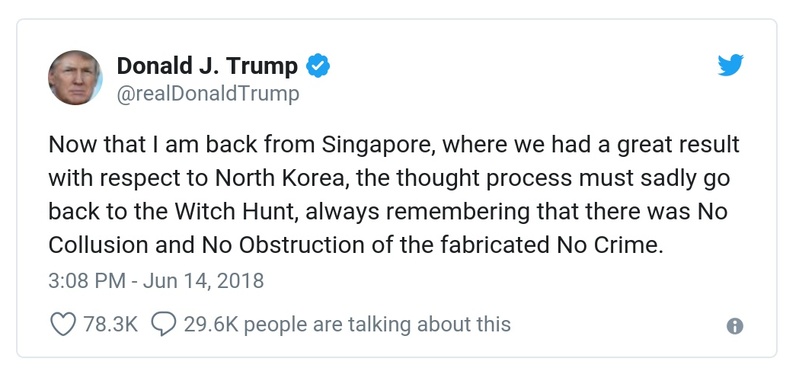 Donald J. Trump
@realDonaldTrump
Now that I am back from Singapore, where we had a great result
with respect to North Korea, the thought process must sadly go
back to the Witch Hunt, always remembering that there was No
Collusion and No Obstruction of the fabricated No Crime.
3:08 PM - Jun 14, 2018
78.3K 29.6K people are talking about this